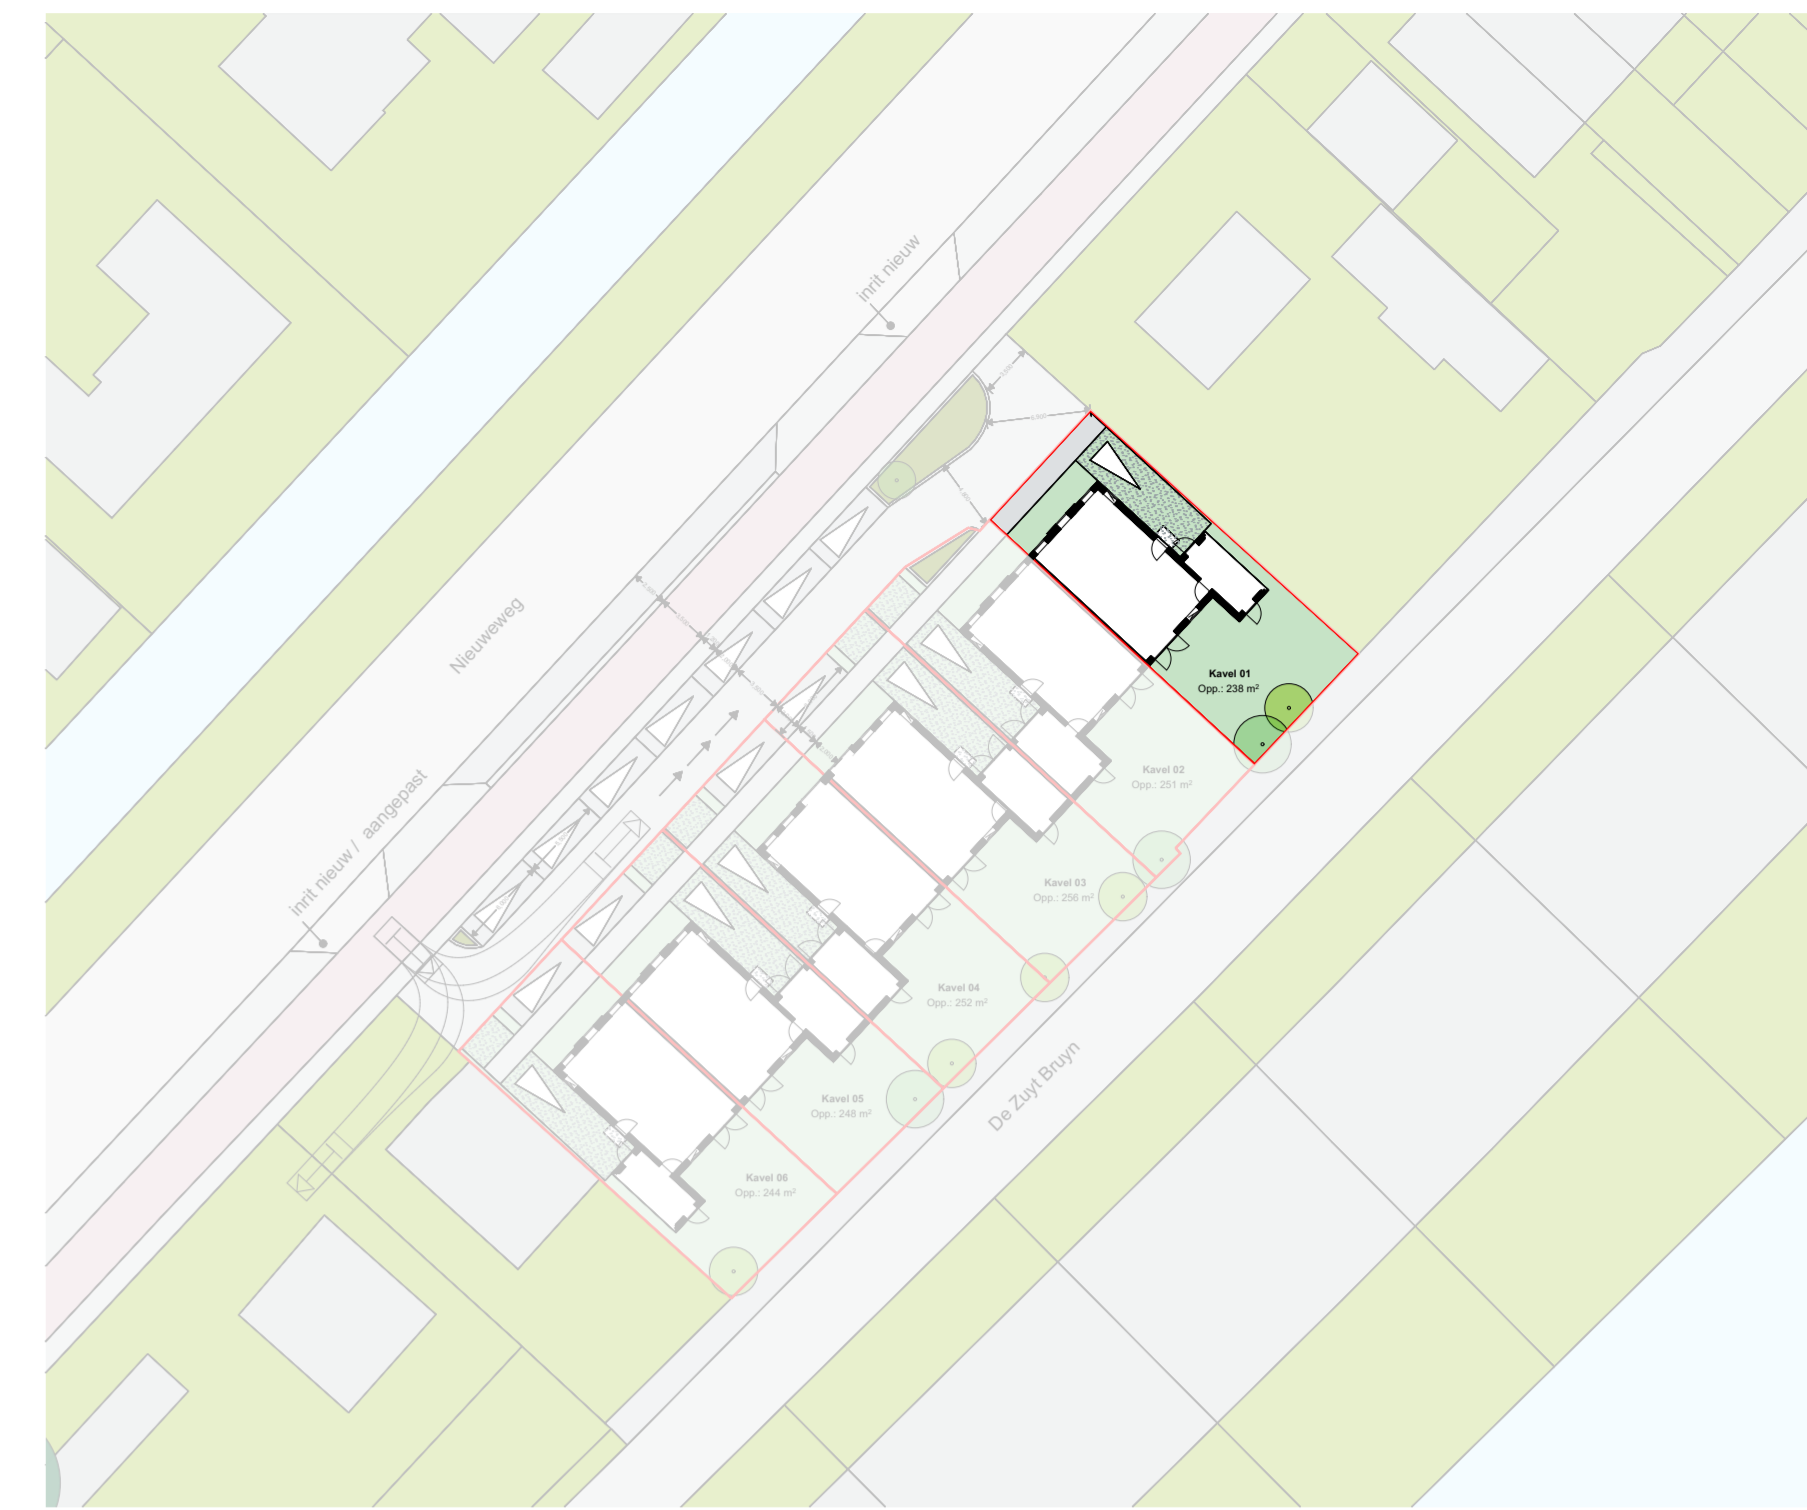 inrit nieuw
Nieuweweg
Kavel 01
Opp.: 238 m²
Kavel 02
Opp.: 251 m²
inrit nieuw / aangepast
Kavel 03
Opp.: 256 m²
Kavel 04
Opp.: 252 m²
De Zuyt Bruyn
Kavel 05
Opp.: 248 m²
Kavel 06
Opp.: 244 m²